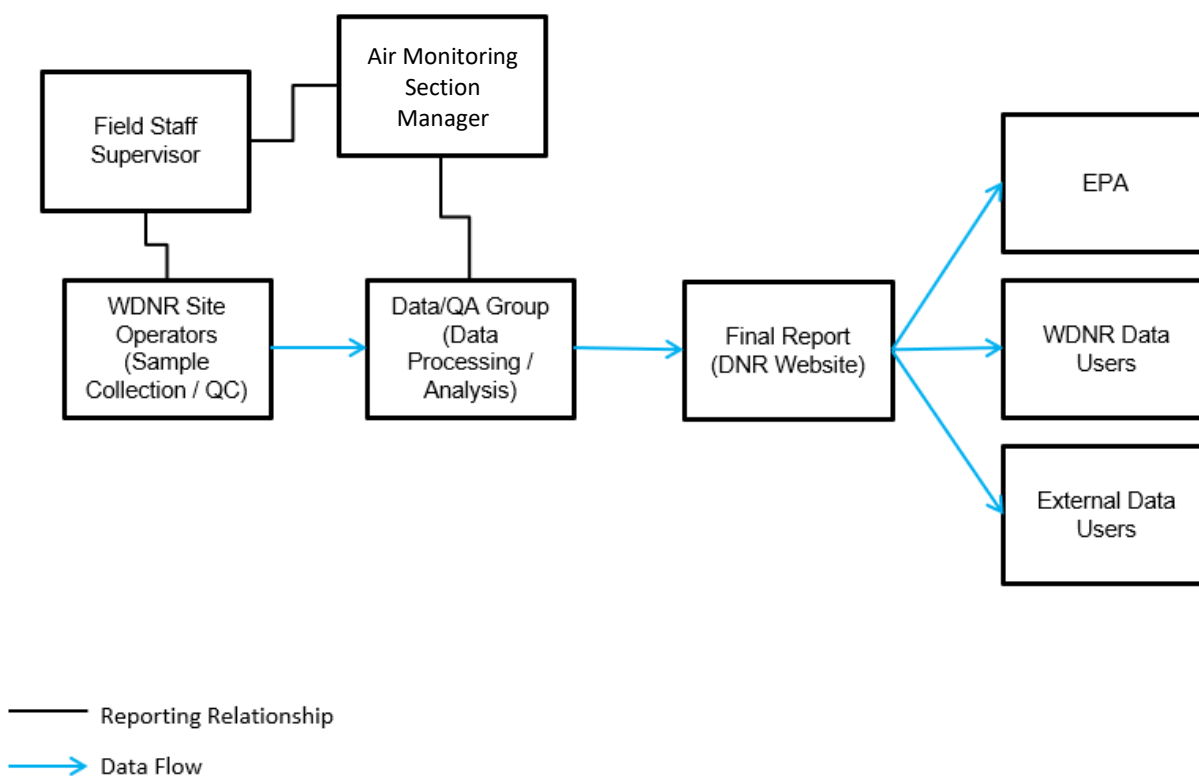 Air Monitoring
Section
Manager
Field Staff
Supervisor
EPA
WDNR Site
Operators
(Sample
Collection / QC)
Data/QA Group
(Data
Processing /
Analysis)
Final Report
(DNR Website)
WDNR Data
Users
External Data
Users
Reporting Relationship
Data Flow